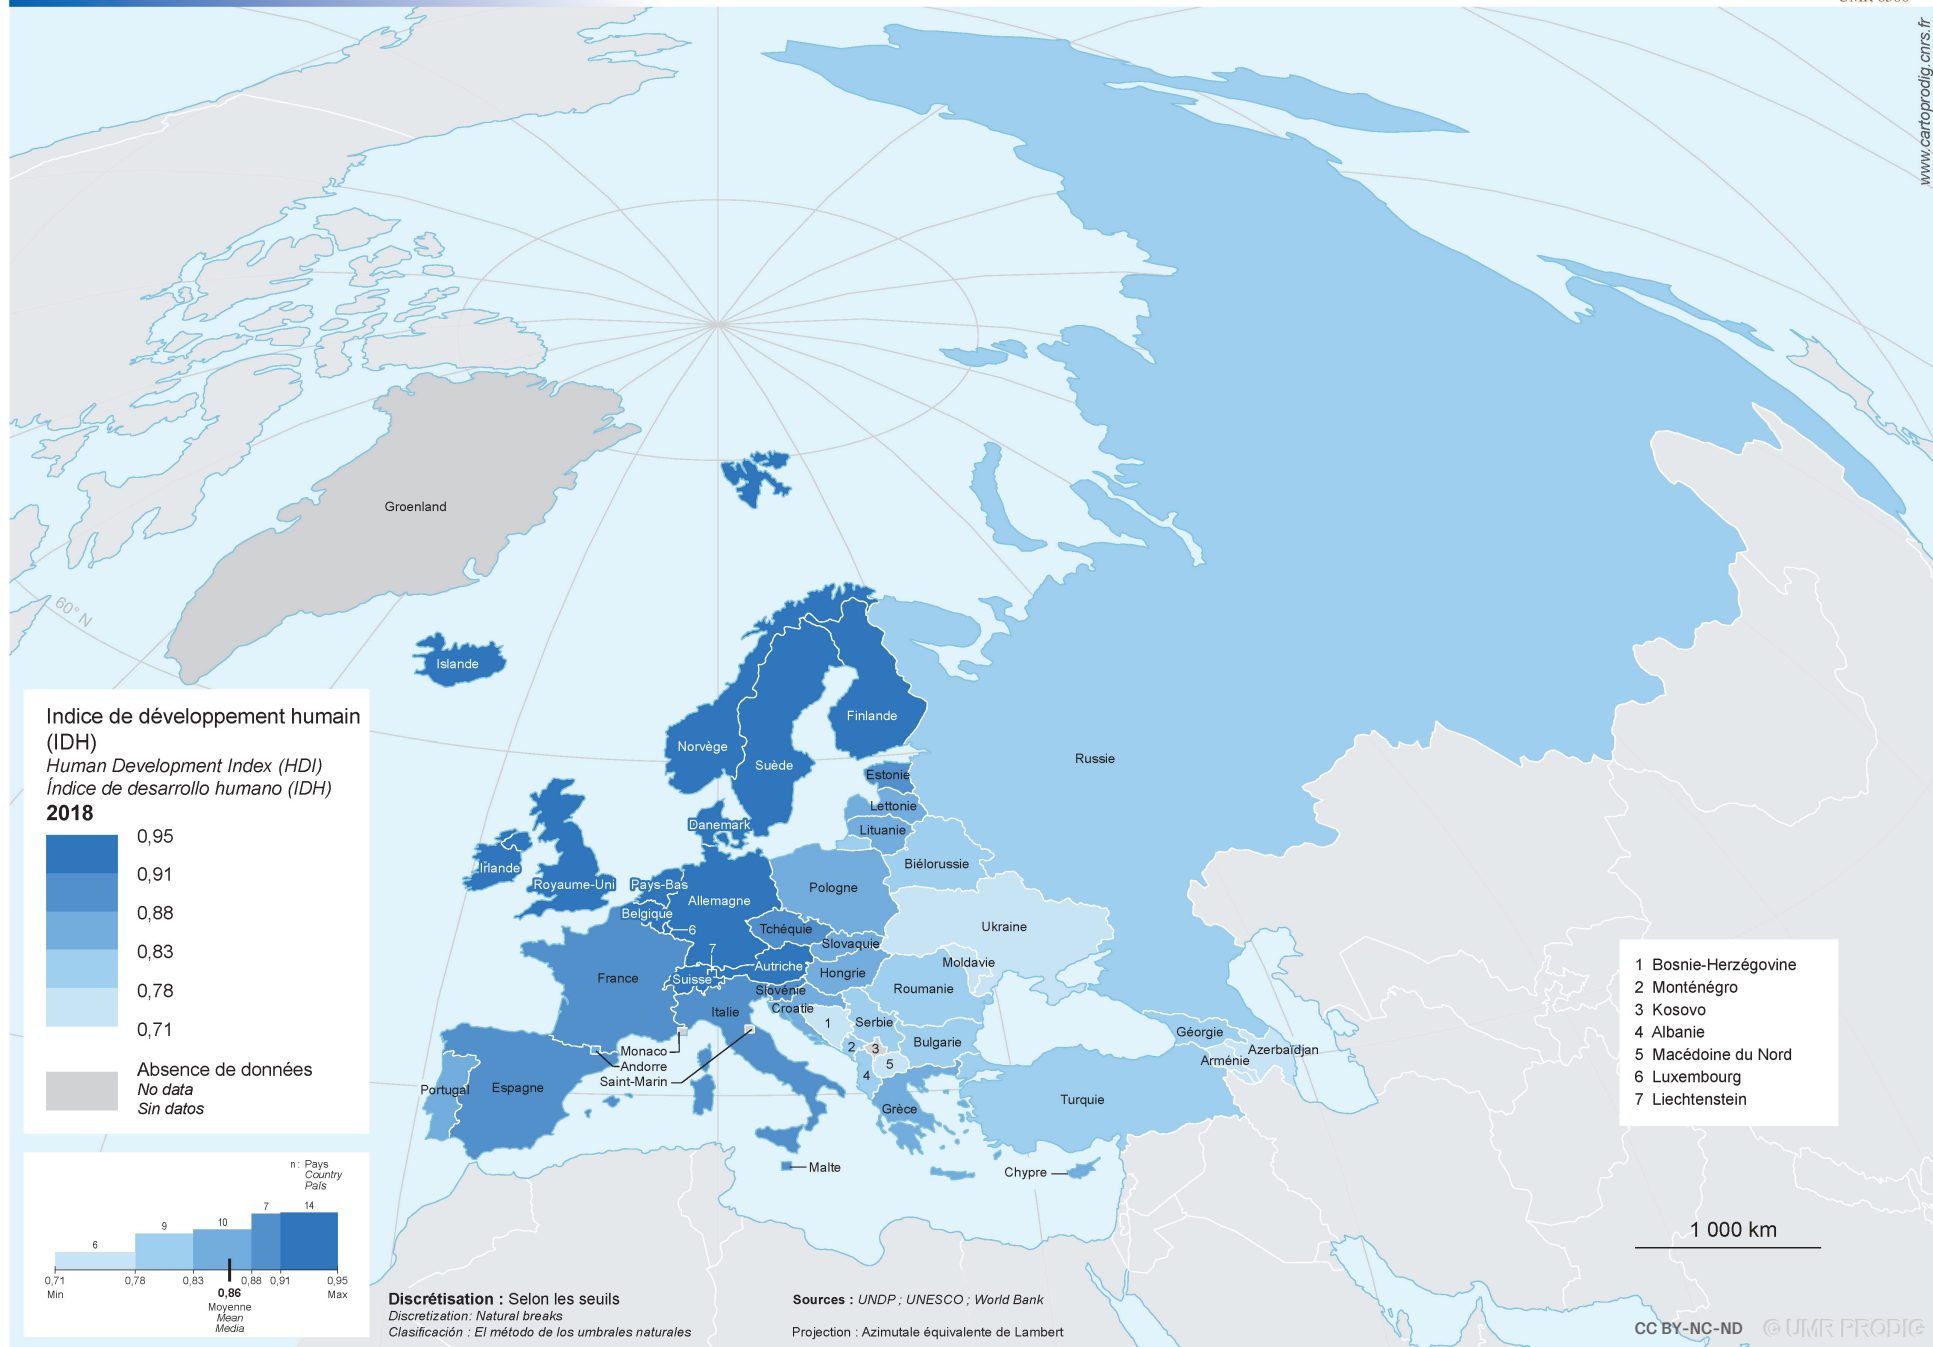 www.cartoprodig.cnrs.fr
60° N
Groenland
Islande
Norvège
Suède
Finlande
Russie
Estonie
Lettonie
Lituanie
Danemark
Biélorussie
Irlande
Royaume-Uni
Pays-Bas
Allemagne
Pologne
Belgique
6
Ukraine
Tchéquie
Slovaquie
7
Moldavie
Autriche
France
Suisse
Hongrie
Roumanie
Slovénie
Italie
Croatie
1
Serbie
Bulgarie
2
3
4
5
Géorgie
Azerbaïdjan
Arménie
Monaco
Andorre
Saint-Marin
Portugal
Espagne
Grèce
Turquie
Malte
Chypre
Indice de développement humain
(IDH)
Human Development Index (HDI)
Índice de desarrollo humano (IDH)
2018
0,95
0,91
0,88
0,83
0,78
0,71
Absence de données
No data
Sin datos
n : Pays
Country
País
6
9
10
7
14
0,71
0,78
0,83
0,88
0,91
0,95
Min
Max
0,86
Moyenne
Mean
Media
1 Bosnie-Herzégovine
2 Monténégro
3 Kosovo
4 Albanie
5 Macédoine du Nord
6 Luxembourg
7 Liechtenstein
1 000 km
Discrétisation : Selon les seuils
Discretization: Natural breaks
Clasificación : El método de los umbrales naturales
Sources : UNDP ; UNESCO ; World Bank
Projection : Azimutale équivalente de Lambert
CC BY-NC-ND © UMR PRODIG